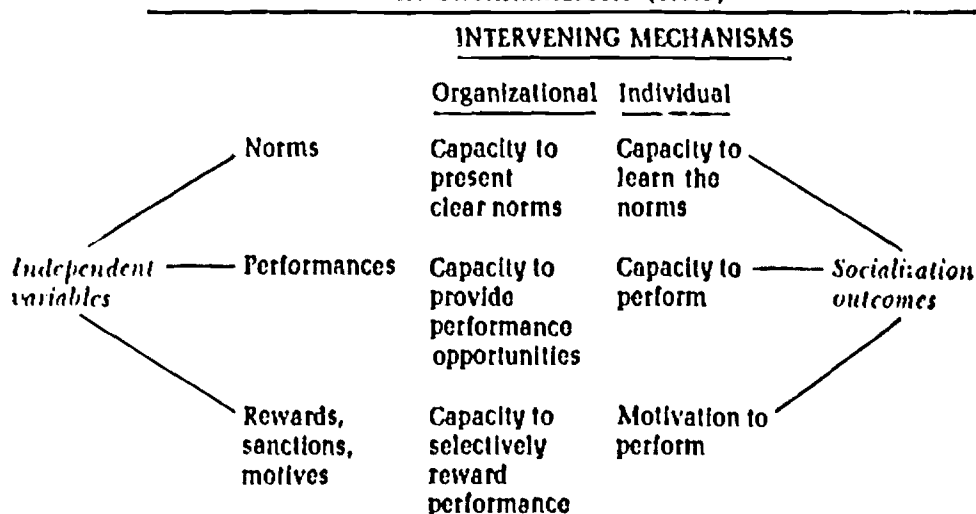 INTERVENING MECHANISMS
Organizational Individual
Norms Capacity to Capacity to
present learn the
clear norms norms
Independent Performances Capacity to Capacity to Socialization
variables provide perform outcomes
performance
opportunities
Rewards, Capacity to Motivation to
sanctions, selectively perform
motives reward
performance